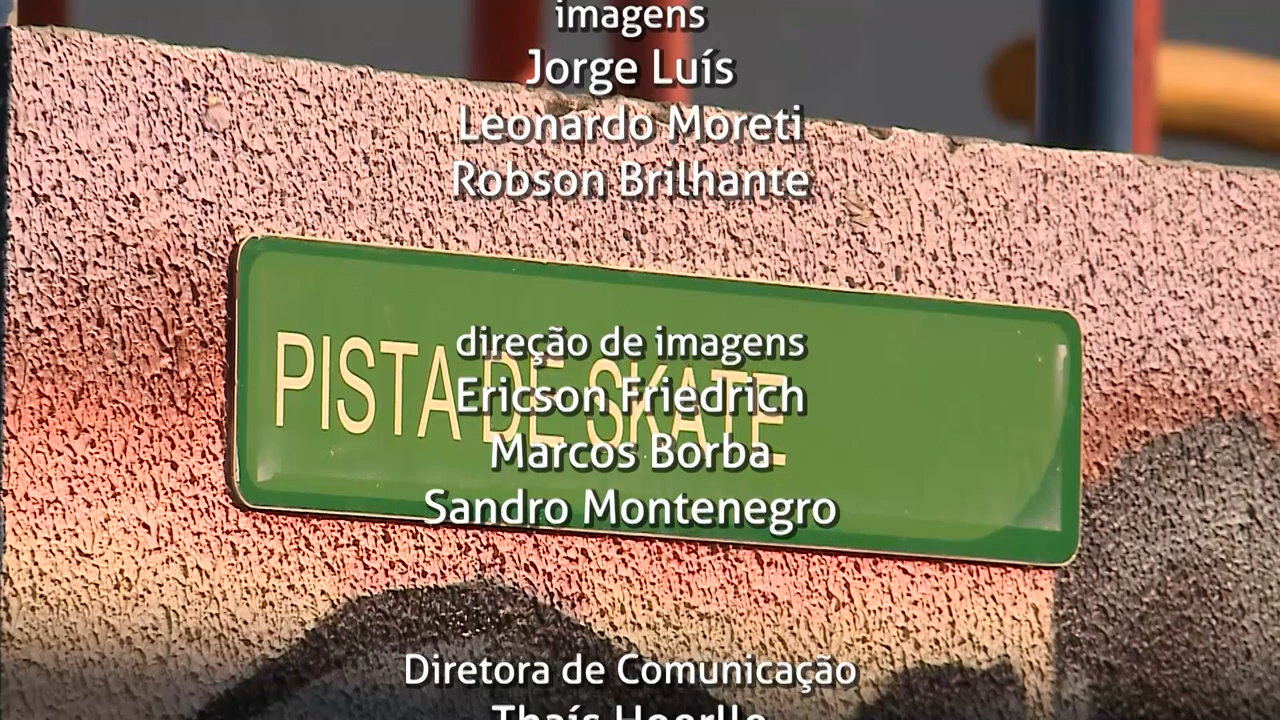 imagens
Jorge Luís
Leonardo Moreti
Robson Brilhante
direção de imagens
PISTA DE SKATE
Ericson Friedrich
Marcos Borba
Sandro Montenegro
Diretora de Comunicação
Thaís